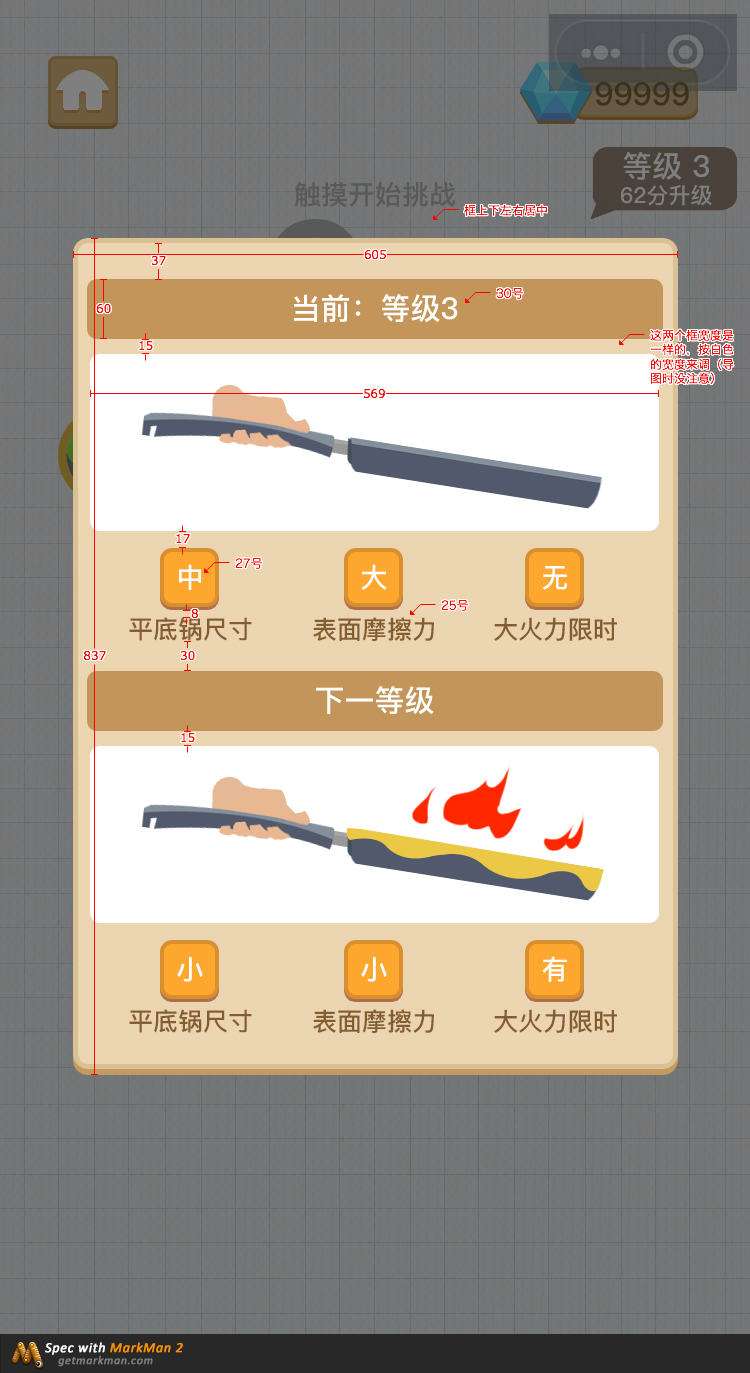 99999
等级 3
62分升级
触摸开始挑战
框上下左右居中
605
37
60
当前：等级3
30号
15
这两个框宽度是
一样的，按白色
的宽度来调（导
图时没注意）
569
17
中
27号
大
无
8
25号
平底锅尺寸
表面摩擦力
大火力限时
837
30
下一等级
15
小
小
有
平底锅尺寸
表面摩擦力
大火力限时
Spec with MarkMan 2
getmarkman.com